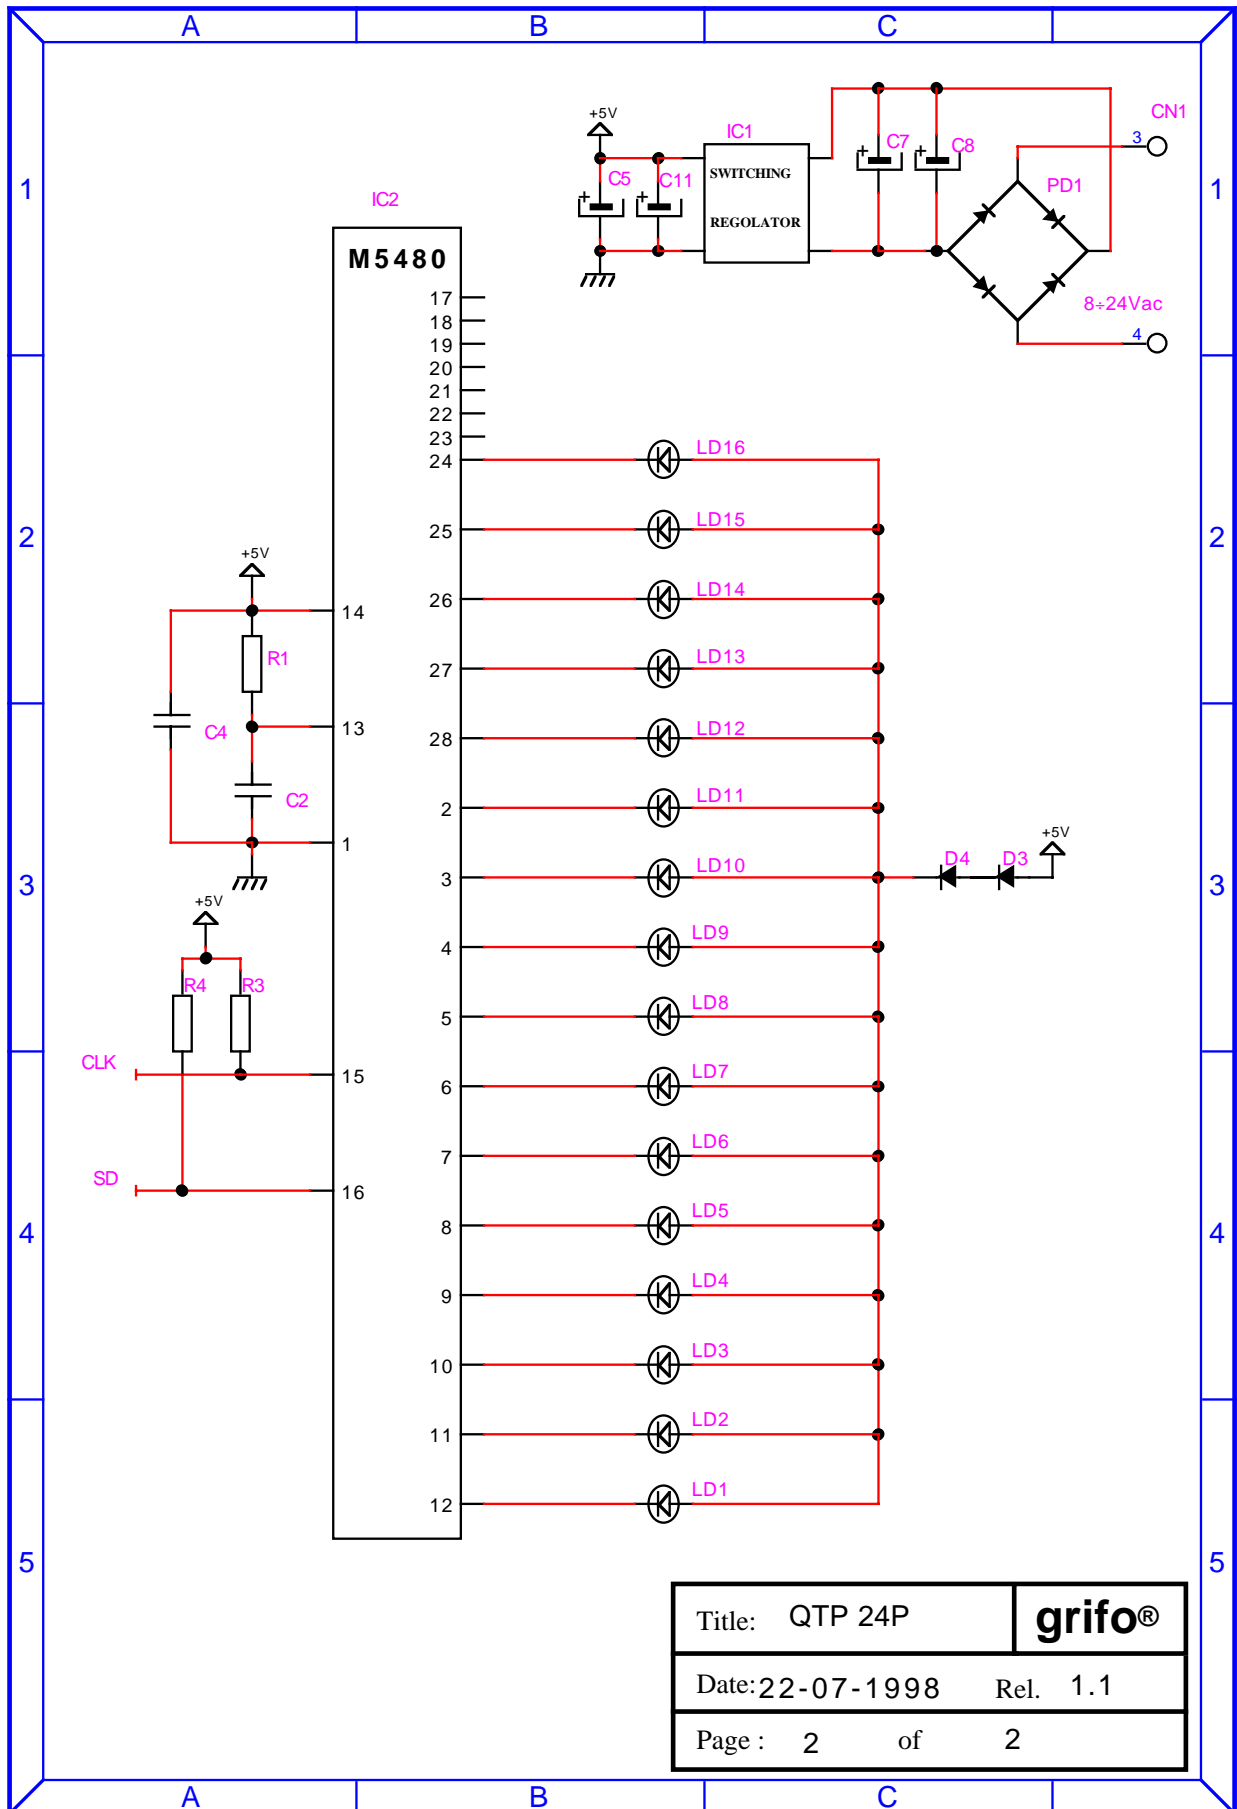 A B C
+5V
IC1
C7
C8
3
CN1
1
C5
C11
SWITCHING
REGOLATOR
PD1
1
IC2
M5480
8÷24Vac
4
17
18
19
20
21
22
23
24
LD16
2
25
LD15
2
+5V
14
26
LD14
R1
27
LD13
C4
13
28
LD12
C2
2
LD11
1
3
3
LD10
D4
D3
+5V
3
+5V
4
LD9
R4
R3
5
LD8
CLK
15
6
LD7
7
LD6
SD
16
8
LD5
4
4
9
LD4
10
LD3
11
LD2
12
LD1
5
5
Title: QTP 24P
grifo®
Date: 22-07-1998 Rel. 1.1
Page : 2 of 2
A B C